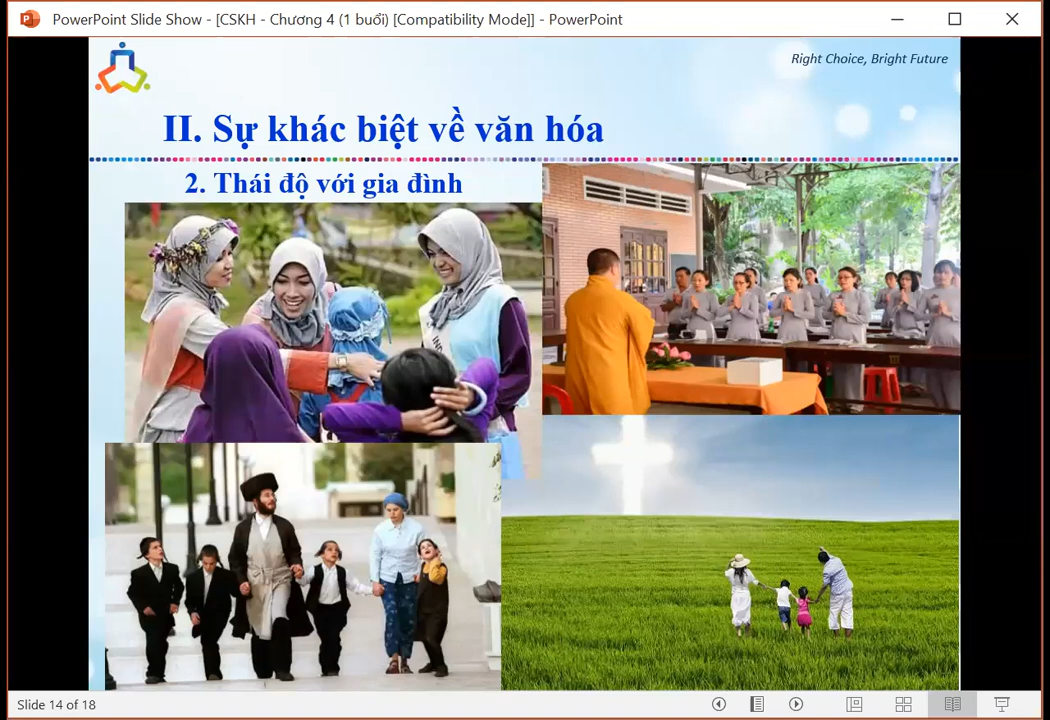 PowerPoint Slide Show - [CSKH - Chương 4 (1 buổi) [Compatibility Mode]] - PowerPoint
Right Choice, Bright Future
II. Sự khác biệt về văn hóa
2. Thái độ với gia đình
Slide 14 of 18